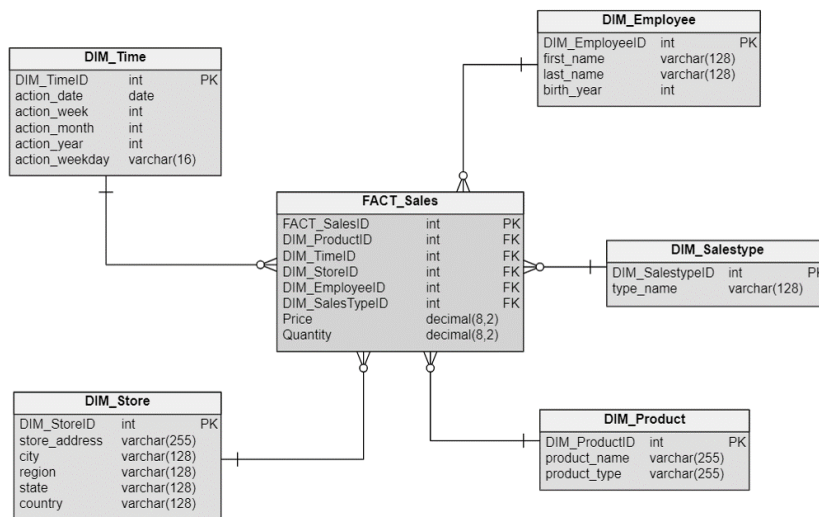 DIM_Employee
DIM_EmployeeID int PK
first_name varchar(128)
last_name varchar(128)
birth_year int
DIM_Time
DIM_TimeID int PK
action_date date
action_week int
action_month int
action_year int
action_weekday varchar(16)
FACT_Sales
FACT_SalesID int PK
DIM_ProductID int FK
DIM_TimeID int FK
DIM_StoreID int FK
DIM_EmployeeID int FK
DIM_SalesTypeID int FK
Price decimal(8,2)
Quantity decimal(8,2)
DIM_Salestype
DIM_SalestypeID int PK
type_name varchar(128)
DIM_Store
DIM_StoreID int PK
store_address varchar(255)
city varchar(128)
region varchar(128)
state varchar(128)
country varchar(128)
DIM_Product
DIM_ProductID int PK
product_name varchar(255)
product_type varchar(255)